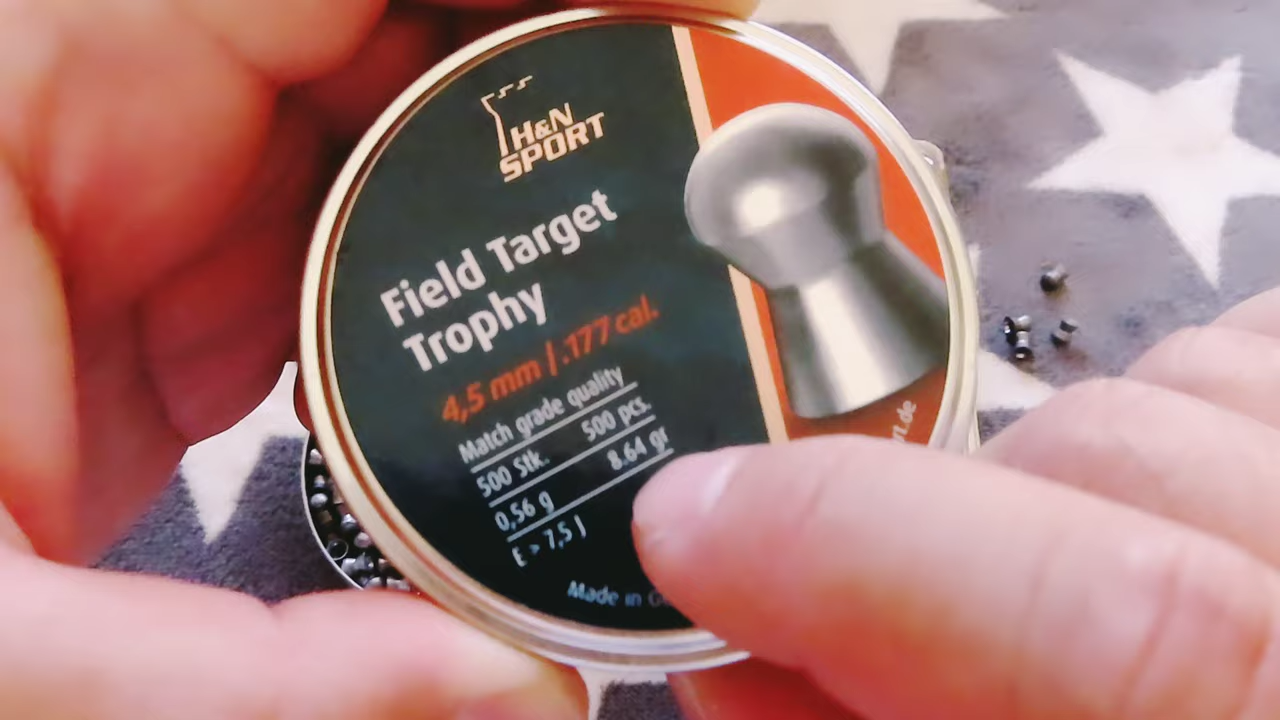 H&N
SPORT
Field Target
Trophy
4,5 mm | .177 cal.
Match grade quality
500 Stk. 500 pcs.
0,56 g 8.64 gr
E > 7,5 J
Made in